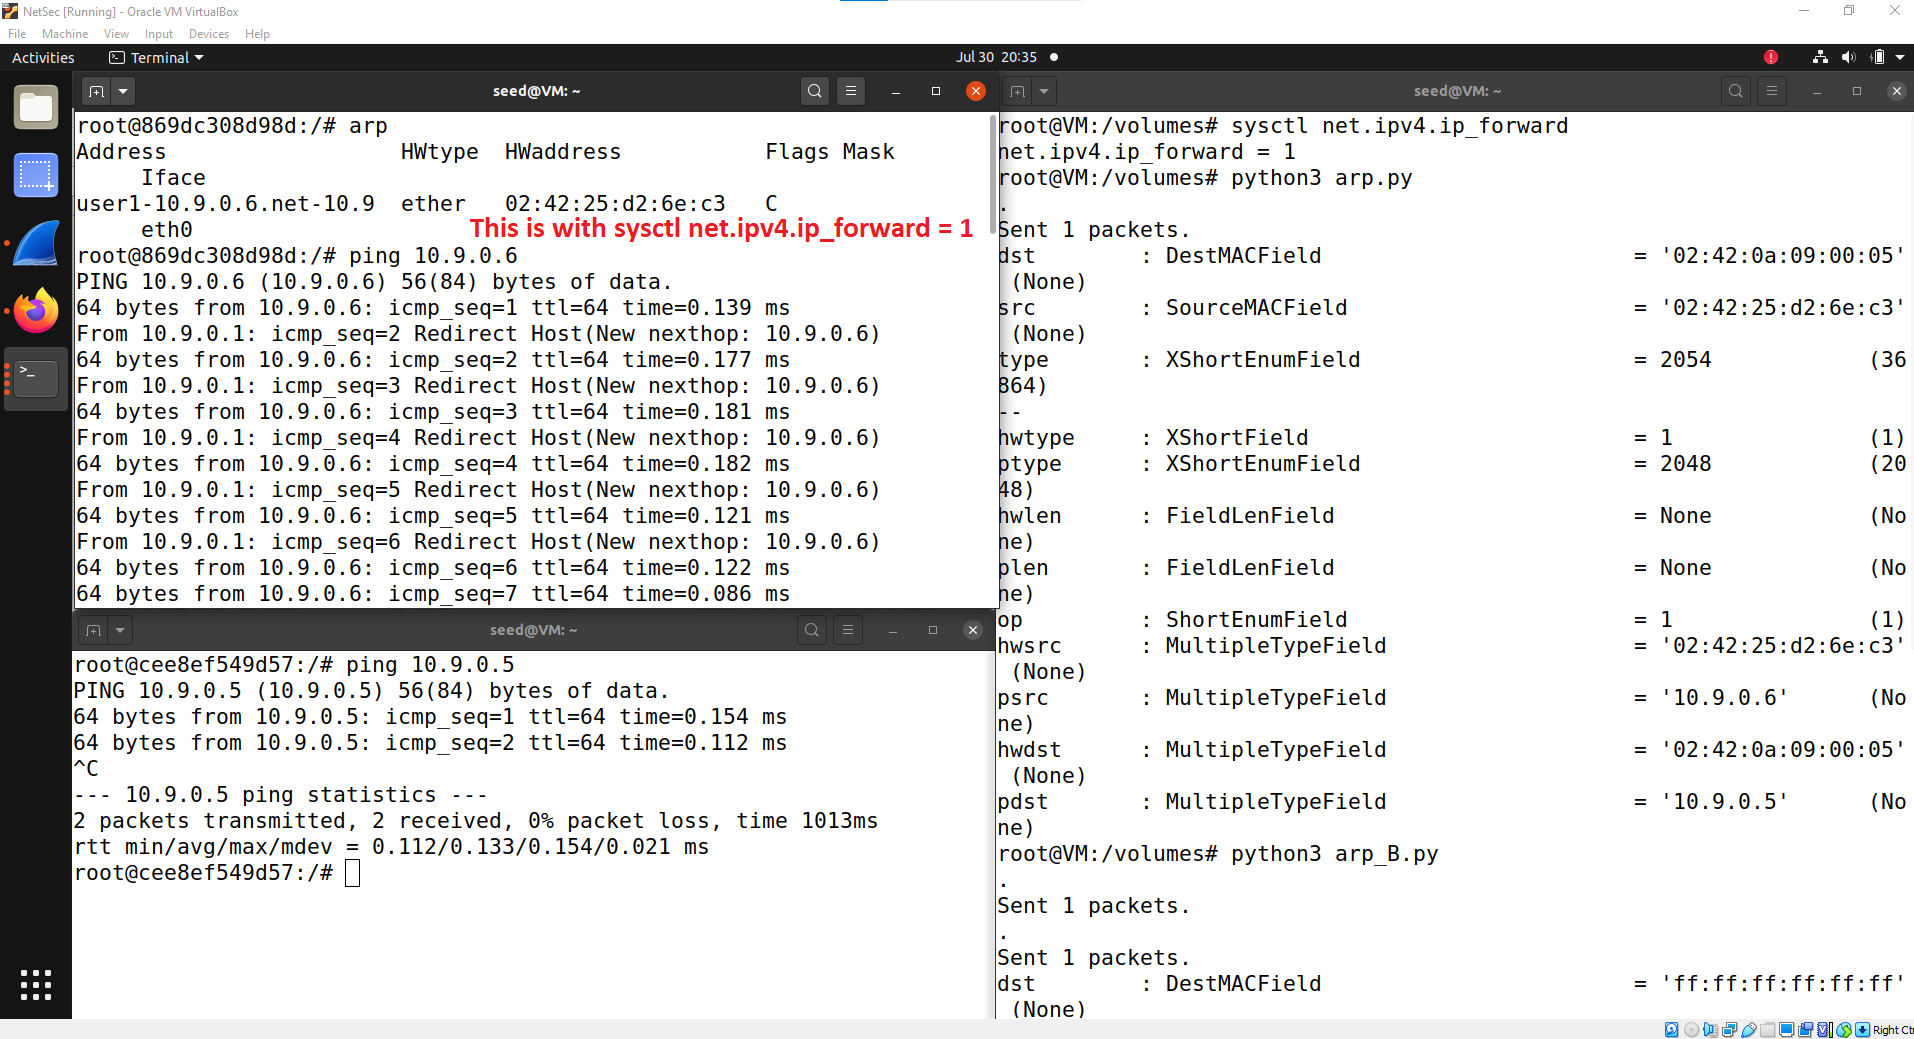 NetSec [Running] - Oracle VM VirtualBox
File Machine View Input Devices Help
Activities Terminal Jul 30 20:35
seed@VM: ~
root@869dc308d98d:/# arp
Address HWtype HWaddress Flags Mask
Iface
user1-10.9.0.6.net-10.9 ether 02:42:25:d2:6e:c3 C
eth0
This is with sysctl net.ipv4.ip_forward = 1
root@869dc308d98d:/# ping 10.9.0.6
PING 10.9.0.6 (10.9.0.6) 56(84) bytes of data.
64 bytes from 10.9.0.6: icmp_seq=1 ttl=64 time=0.139 ms
From 10.9.0.1: icmp_seq=2 Redirect Host(New nexthop: 10.9.0.6)
64 bytes from 10.9.0.6: icmp_seq=2 ttl=64 time=0.177 ms
From 10.9.0.1: icmp_seq=3 Redirect Host(New nexthop: 10.9.0.6)
64 bytes from 10.9.0.6: icmp_seq=3 ttl=64 time=0.181 ms
From 10.9.0.1: icmp_seq=4 Redirect Host(New nexthop: 10.9.0.6)
64 bytes from 10.9.0.6: icmp_seq=4 ttl=64 time=0.182 ms
From 10.9.0.1: icmp_seq=5 Redirect Host(New nexthop: 10.9.0.6)
64 bytes from 10.9.0.6: icmp_seq=5 ttl=64 time=0.121 ms
From 10.9.0.1: icmp_seq=6 Redirect Host(New nexthop: 10.9.0.6)
64 bytes from 10.9.0.6: icmp_seq=6 ttl=64 time=0.122 ms
64 bytes from 10.9.0.6: icmp_seq=7 ttl=64 time=0.086 ms
seed@VM: ~
root@cee8ef549d57:/# ping 10.9.0.5
PING 10.9.0.5 (10.9.0.5) 56(84) bytes of data.
64 bytes from 10.9.0.5: icmp_seq=1 ttl=64 time=0.154 ms
64 bytes from 10.9.0.5: icmp_seq=2 ttl=64 time=0.112 ms
^C
--- 10.9.0.5 ping statistics ---
2 packets transmitted, 2 received, 0% packet loss, time 1013ms
rtt min/avg/max/mdev = 0.112/0.133/0.154/0.021 ms
root@cee8ef549d57:/#
seed@VM: ~
root@VM:/volumes# sysctl net.ipv4.ip_forward
net.ipv4.ip_forward = 1
root@VM:/volumes# python3 arp.py
.
Sent 1 packets.
dst : DestMACField = '02:42:0a:09:00:05'
(None)
src : SourceMACField = '02:42:25:d2:6e:c3'
(None)
type : XShortEnumField = 2054 (36
864)
--
hwtype : XShortField = 1 (1)
ptype : XShortEnumField = 2048 (20
48)
hwlen : FieldLenField = None (No
ne)
plen : FieldLenField = None (No
ne)
op : ShortEnumField = 1 (1)
hwsrc : MultipleTypeField = '02:42:25:d2:6e:c3'
(None)
psrc : MultipleTypeField = '10.9.0.6' (No
ne)
hwdst : MultipleTypeField = '02:42:0a:09:00:05'
(None)
pdst : MultipleTypeField = '10.9.0.5' (No
ne)
root@VM:/volumes# python3 arp_B.py
.
Sent 1 packets.
.
Sent 1 packets.
dst : DestMACField = 'ff:ff:ff:ff:ff:ff'
(None)
Right Ct